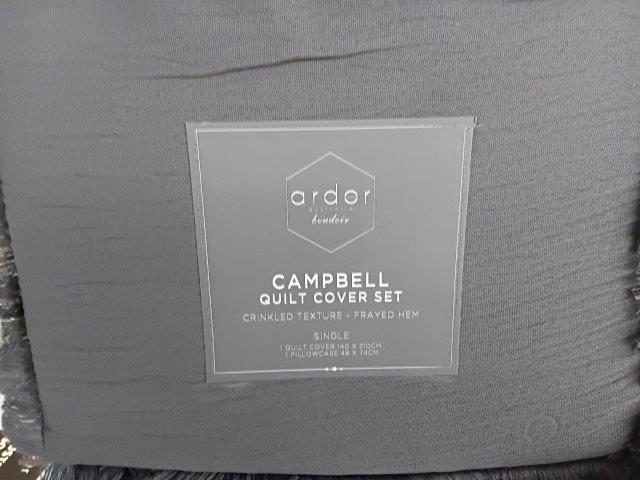 ardor
AUSTRALIA
boudoir
CAMPBELL
QUILT COVER SET
CRINKLED TEXTURE - FRAYED HEM
SINGLE
1 QUILT COVER 140 X 210CM
1 PILLOWCASE 48 X 74CM